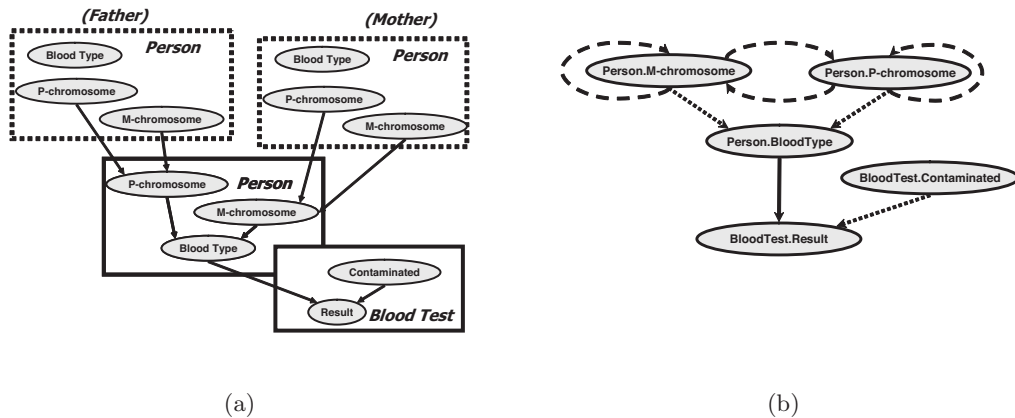 (Father)
(Mother)
Person
Blood Type
P-chromosome
M-chromosome
Person
Blood Type
P-chromosome
M-chromosome
P-chromosome
Person
M-chromosome
Blood Type
Contaminated
Result
Blood Test
(a)
Person.M-chromosome
Person.P-chromosome
Person.BloodType
BloodTest.Contaminated
BloodTest.Result
(b)